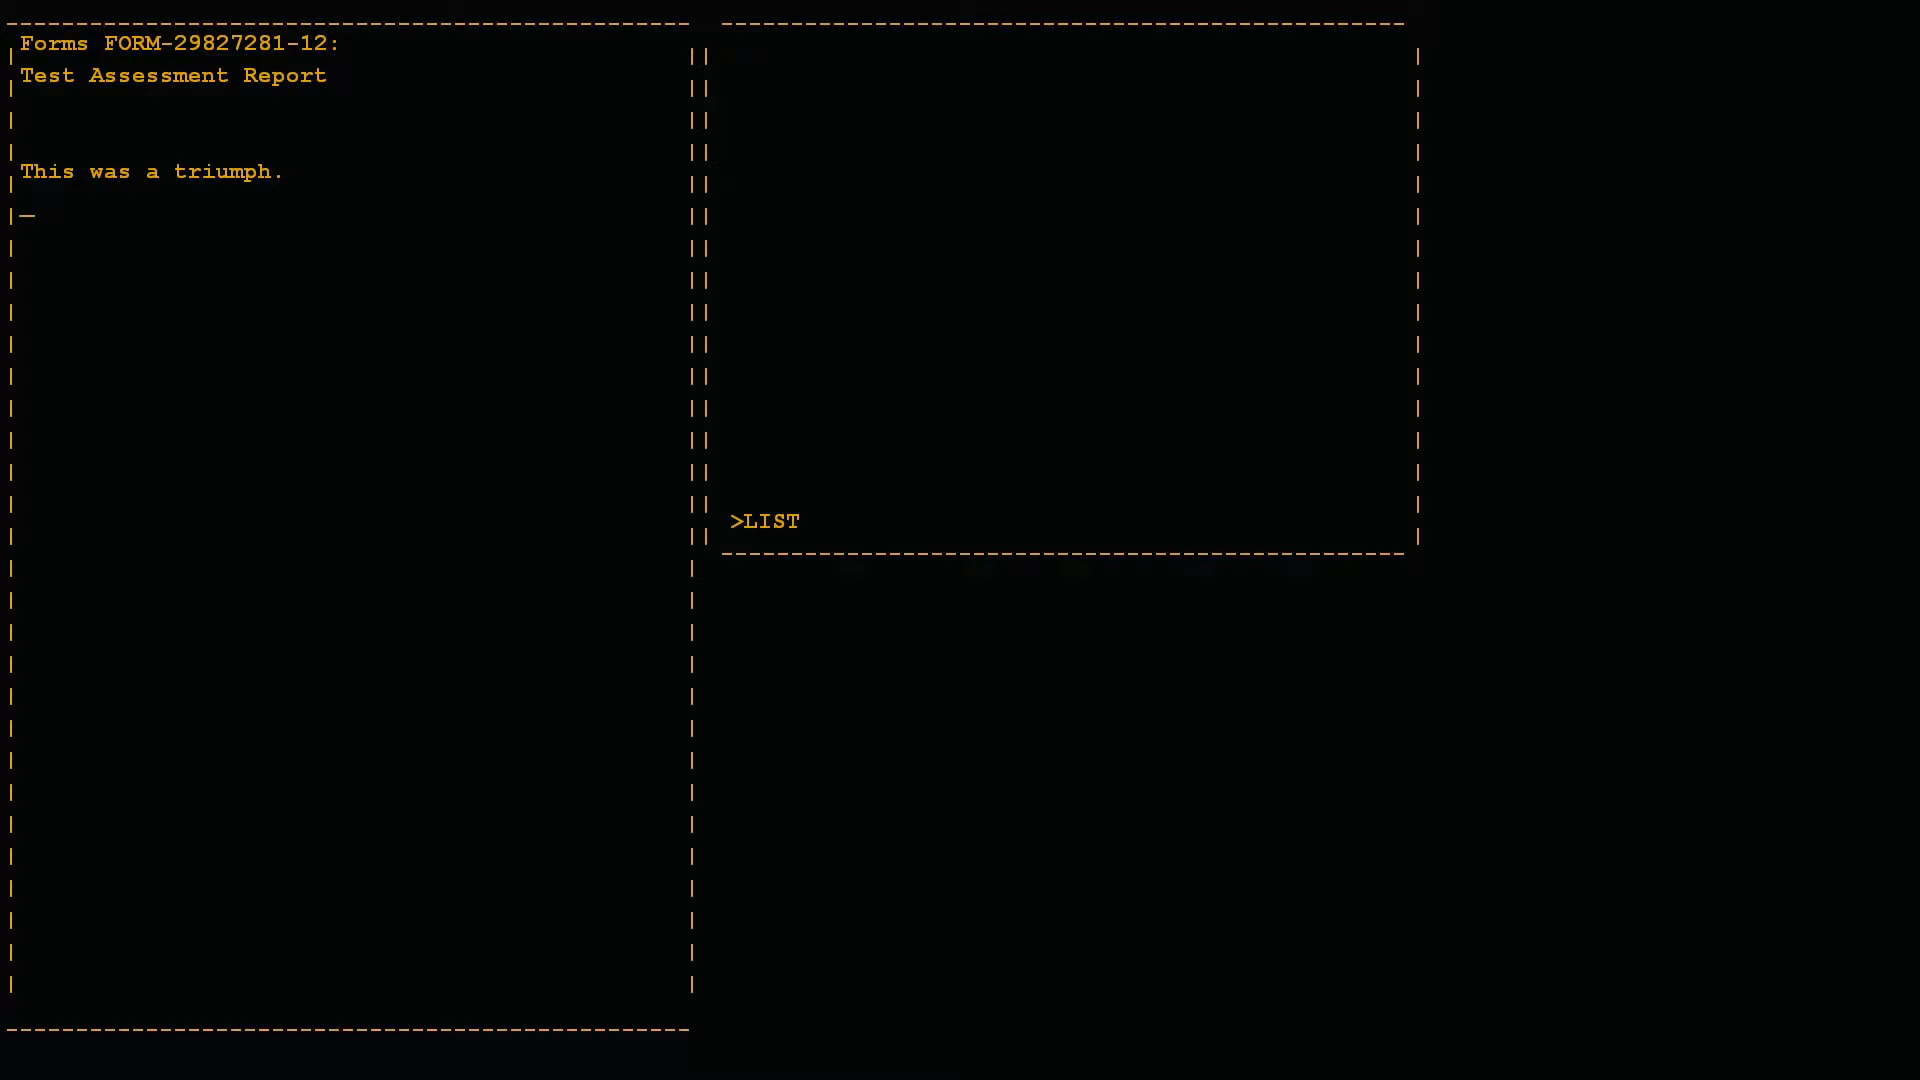 Forms FORM-29827281-12:
Test Assessment Report
This was a triumph.
>LIST